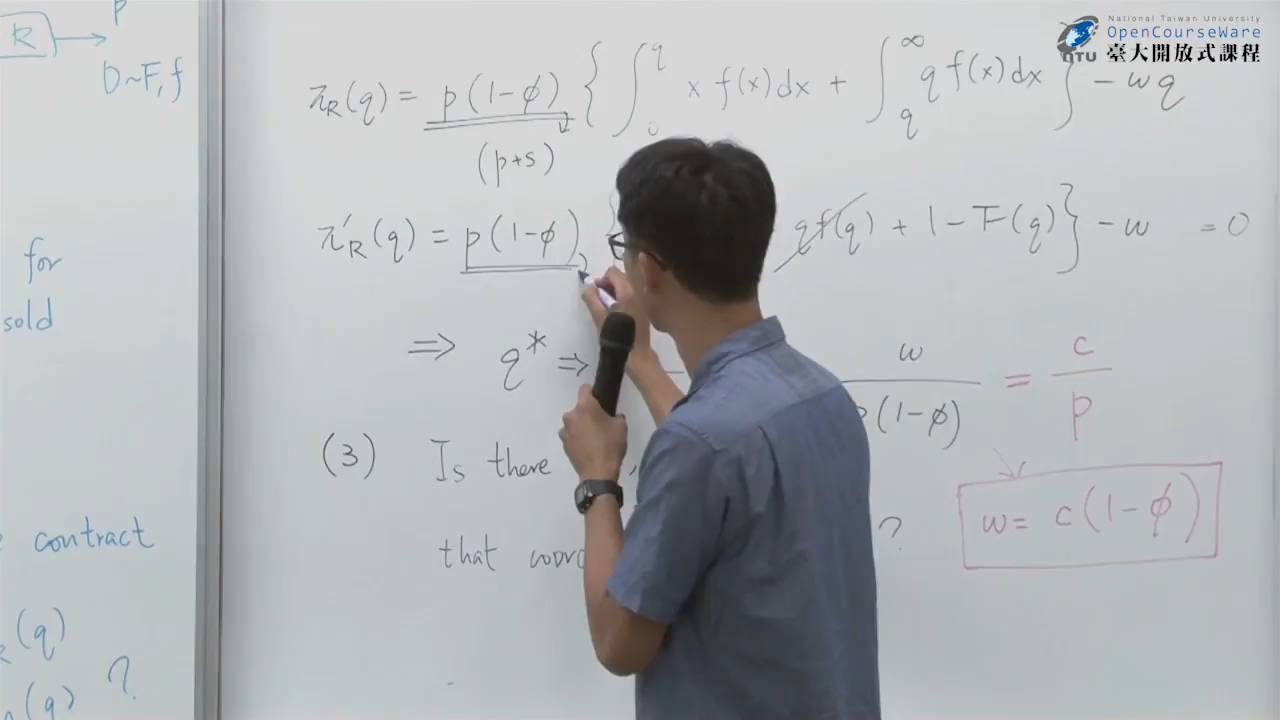 National Taiwan University
OpenCourseWare
NTU 臺大開放式課程
R → p
D~F, f
for
sold
contract
(q)
(q) ?
π_R(q) = p(1-φ) { ∫_0^q x f(x)dx + ∫_q^∞ q f(x)dx } - wq
(p+s)
π'_R(q) = p(1-φ) { qf(q) + 1-F(q) } - w = 0
⇒ q* ⇒ w / p(1-φ) = c / p
(3) Is there
that ?
w = c(1-φ)